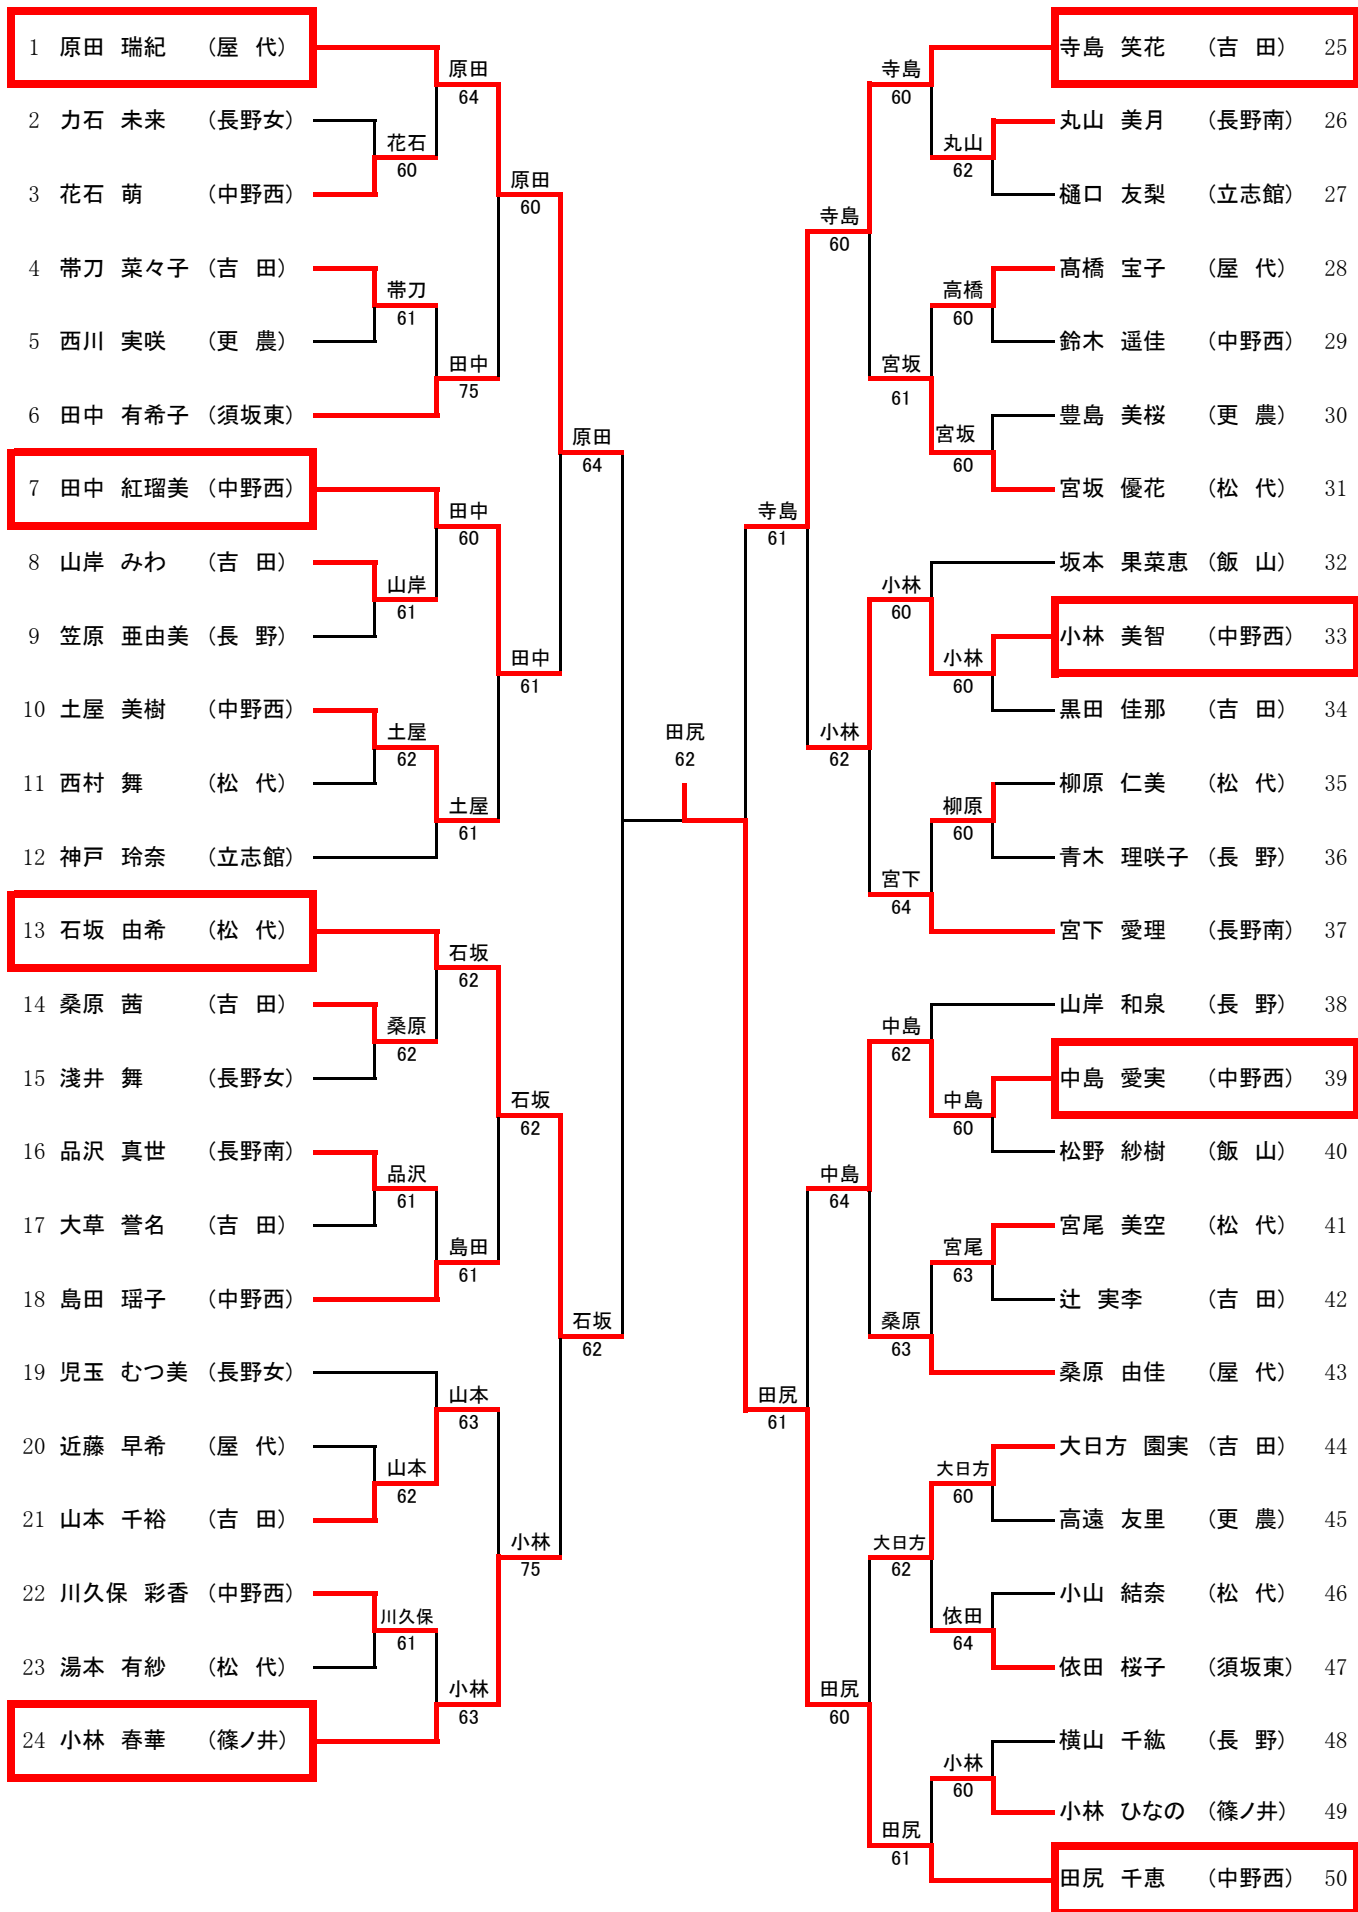 1 原田 瑞紀 （屋 代）
2 力石 未来 （長野女）
3 花石 萌 （中野西）
4 帯刀 菜々子 （吉 田）
5 西川 実咲 （更 農）
6 田中 有希子 （須坂東）
7 田中 紅瑠美 （中野西）
8 山岸 みわ （吉 田）
9 笠原 亜由美 （長 野）
10 土屋 美樹 （中野西）
11 西村 舞 （松 代）
12 神戸 玲奈 （立志館）
13 石坂 由希 （松 代）
14 桑原 茜 （吉 田）
15 淺井 舞 （長野女）
16 品沢 真世 （長野南）
17 大草 誉名 （吉 田）
18 島田 瑶子 （中野西）
19 児玉 むつ美 （長野女）
20 近藤 早希 （屋 代）
21 山本 千裕 （吉 田）
22 川久保 彩香 （中野西）
23 湯本 有紗 （松 代）
24 小林 春華 （篠ノ井）
花石
60
帯刀
61
山岸
61
土屋
62
桑原
62
品沢
61
山本
62
川久保
61
原田
64
田中
75
田中
60
土屋
61
石坂
62
島田
61
山本
63
小林
63
原田
60
田中
61
石坂
62
小林
75
原田
64
石坂
62
田尻
62
寺島
61
田尻
61
寺島
60
小林
62
中島
64
田尻
60
寺島
60
宮坂
61
小林
60
宮下
64
中島
62
桑原
63
大日方
62
田尻
61
丸山
62
高橋
60
宮坂
60
小林
60
柳原
60
中島
60
宮尾
63
大日方
60
依田
64
小林
60
寺島 笑花 （吉 田） 25
丸山 美月 （長野南） 26
樋口 友梨 （立志館） 27
髙橋 宝子 （屋 代） 28
鈴木 遥佳 （中野西） 29
豊島 美桜 （更 農） 30
宮坂 優花 （松 代） 31
坂本 果菜恵 （飯 山） 32
小林 美智 （中野西） 33
黒田 佳那 （吉 田） 34
柳原 仁美 （松 代） 35
青木 理咲子 （長 野） 36
宮下 愛理 （長野南） 37
山岸 和泉 （長 野） 38
中島 愛実 （中野西） 39
松野 紗樹 （飯 山） 40
宮尾 美空 （松 代） 41
辻 実李 （吉 田） 42
桑原 由佳 （屋 代） 43
大日方 園実 （吉 田） 44
高遠 友里 （更 農） 45
小山 結奈 （松 代） 46
依田 桜子 （須坂東） 47
横山 千紘 （長 野） 48
小林 ひなの （篠ノ井） 49
田尻 千恵 （中野西） 50